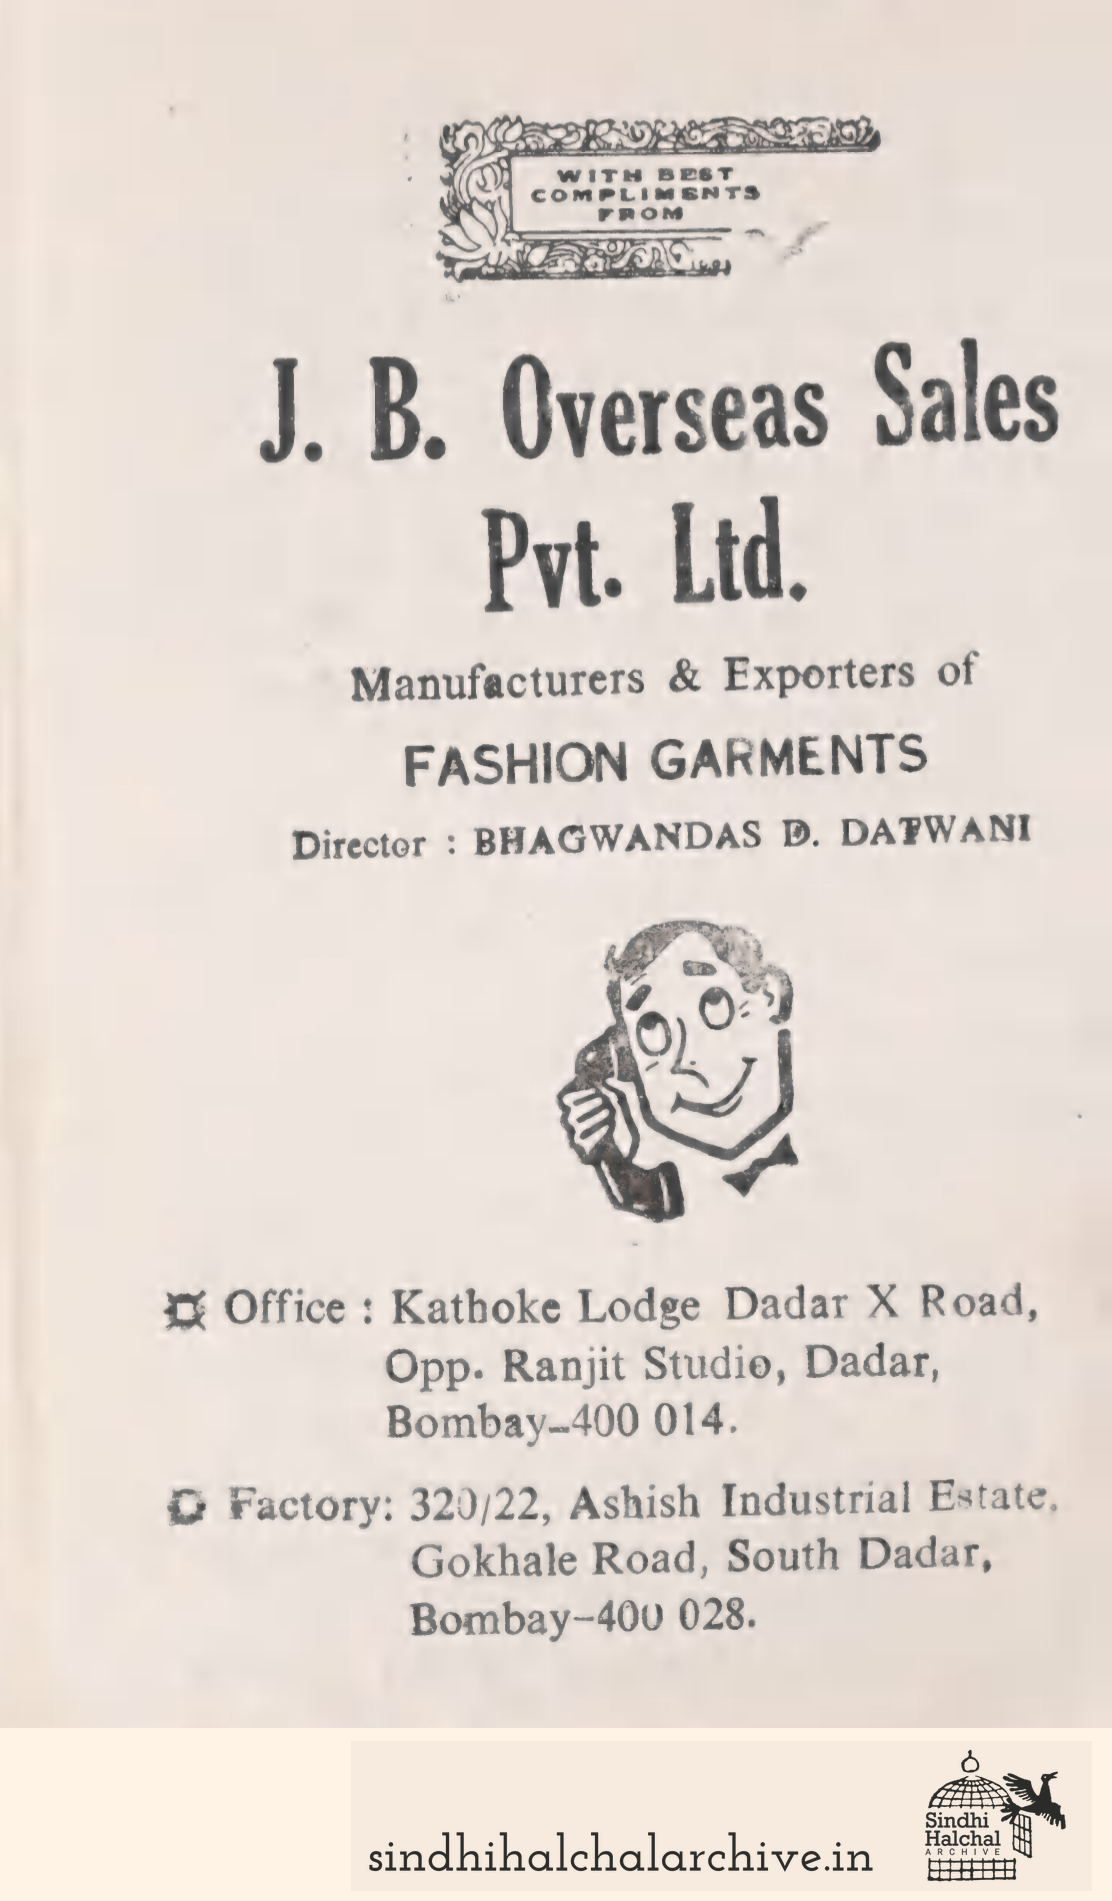 WITH BEST
COMPLIMENTS
FROM
J. B. Overseas Sales
Pvt. Ltd.
Manufacturers & Exporters of
FASHION GARMENTS
Director : BHAGWANDAS D. DATWANI
Office : Kathoke Lodge Dadar X Road,
Opp. Ranjit Studio, Dadar,
Bombay-400 014.
Factory: 320/22, Ashish Industrial Estate,
Gokhale Road, South Dadar,
Bombay-400 028.
sindhihalchalarchive.in
Sindhi
Halchal
ARCHIVE